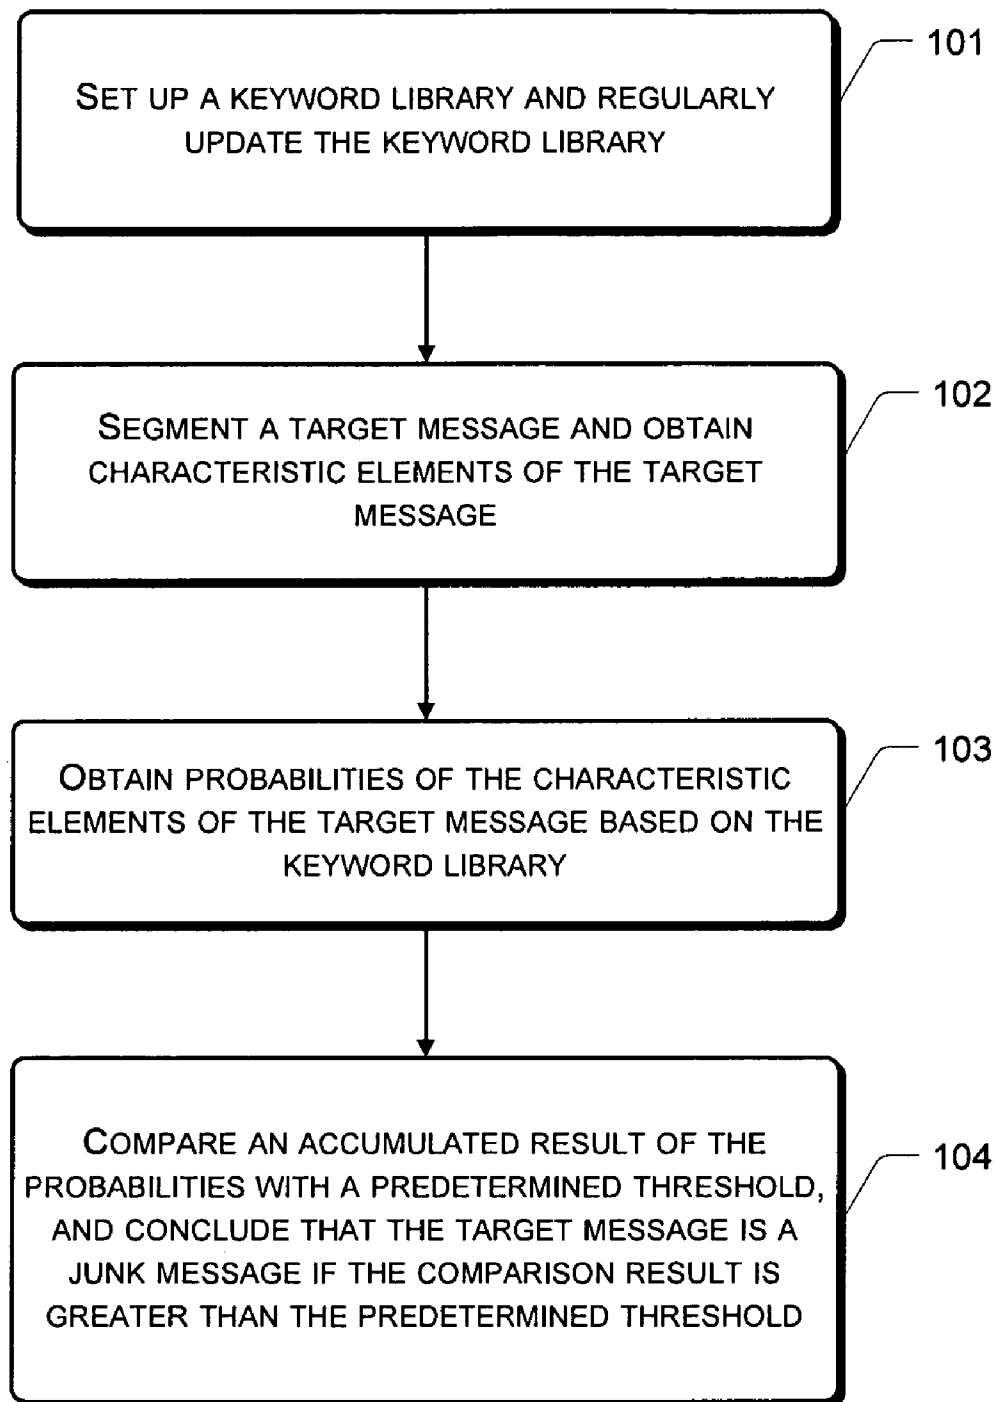 SET UP A KEYWORD LIBRARY AND REGULARLY
UPDATE THE KEYWORD LIBRARY
101
SEGMENT A TARGET MESSAGE AND OBTAIN
CHARACTERISTIC ELEMENTS OF THE TARGET
MESSAGE
102
OBTAIN PROBABILITIES OF THE CHARACTERISTIC
ELEMENTS OF THE TARGET MESSAGE BASED ON THE
KEYWORD LIBRARY
103
COMPARE AN ACCUMULATED RESULT OF THE
PROBABILITIES WITH A PREDETERMINED THRESHOLD,
AND CONCLUDE THAT THE TARGET MESSAGE IS A
JUNK MESSAGE IF THE COMPARISON RESULT IS
GREATER THAN THE PREDETERMINED THRESHOLD
104